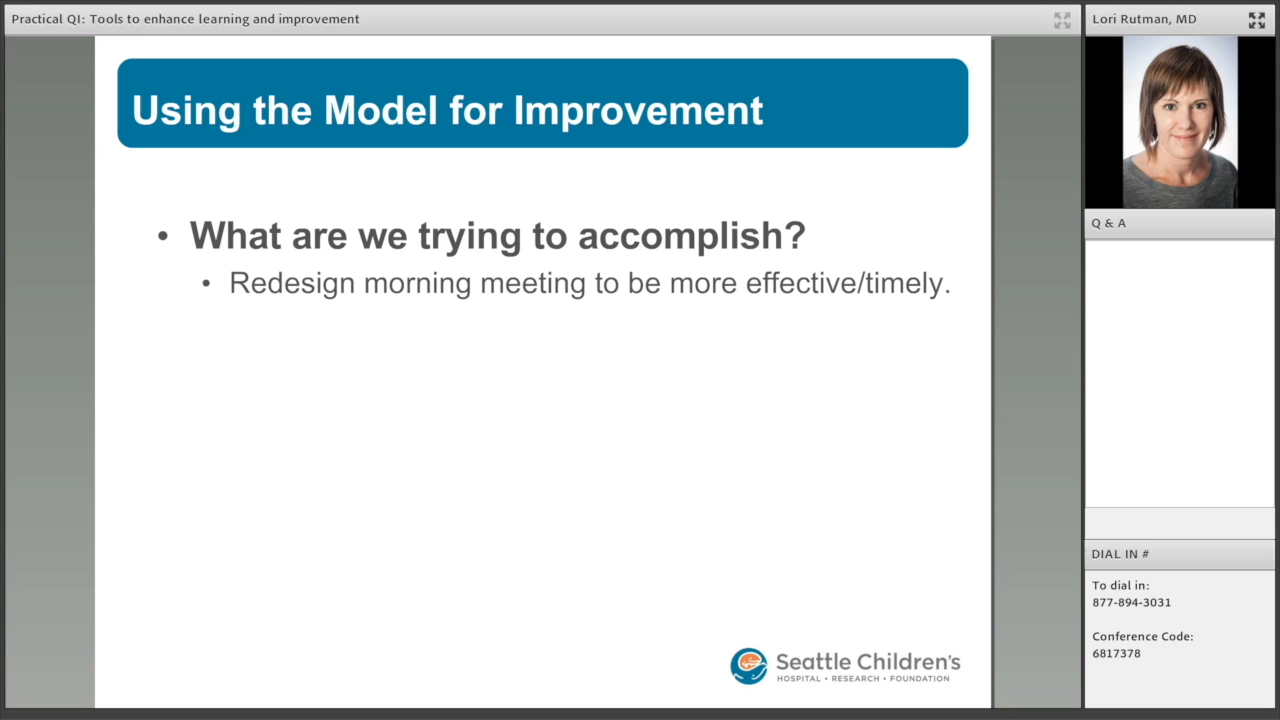 Practical QI: Tools to enhance learning and improvement
Lori Rutman, MD
Using the Model for Improvement
• What are we trying to accomplish?
• Redesign morning meeting to be more effective/timely.
Seattle Children's
HOSPITAL • RESEARCH • FOUNDATION
Q & A
DIAL IN #
To dial in:
877-894-3031
Conference Code:
6817378